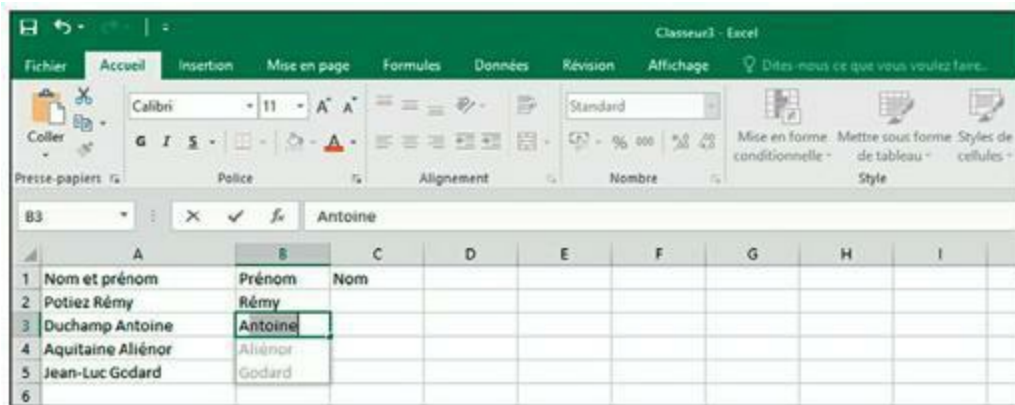 Classeur3 - Excel
Fichier Accueil Insertion Mise en page Formules Données Révision Affichage Dites-nous ce que vous voulez faire...
Calibri 11 A A Standard
Coller
G I S A % 000
Mise en forme conditionnelle Mettre sous forme de tableau Styles de cellules
Presse-papiers Police Alignement Nombre Style
B3 fx Antoine
A B C D E F G H I
1 Nom et prénom Prénom Nom
2 Potiez Rémy Rémy
3 Duchamp Antoine Antoine
4 Aquitaine Aliénor Aliénor
5 Jean-Luc Godard Godard
6